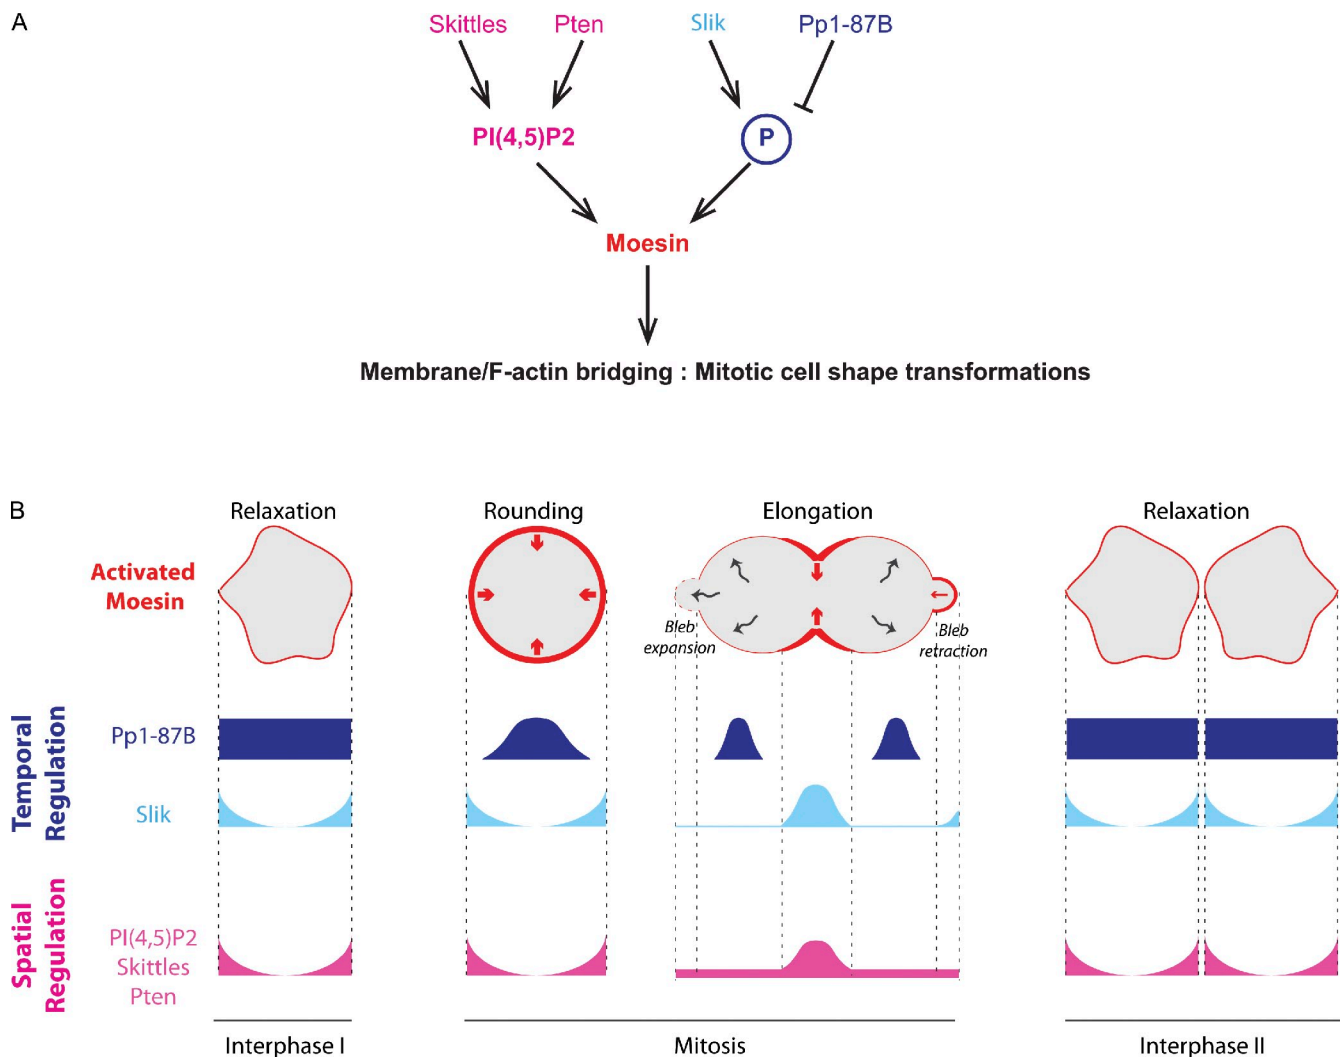 A
Skittles Pten Slik Pp1-87B
PI(4,5)P2 P
Moesin
Membrane/F-actin bridging : Mitotic cell shape transformations
B
Relaxation Rounding Elongation Relaxation
Activated
Moesin
Bleb
expansion
Bleb
retraction
Temporal
Regulation
Pp1-87B
Slik
Spatial
Regulation
PI(4,5)P2
Skittles
Pten
Interphase I Mitosis Interphase II